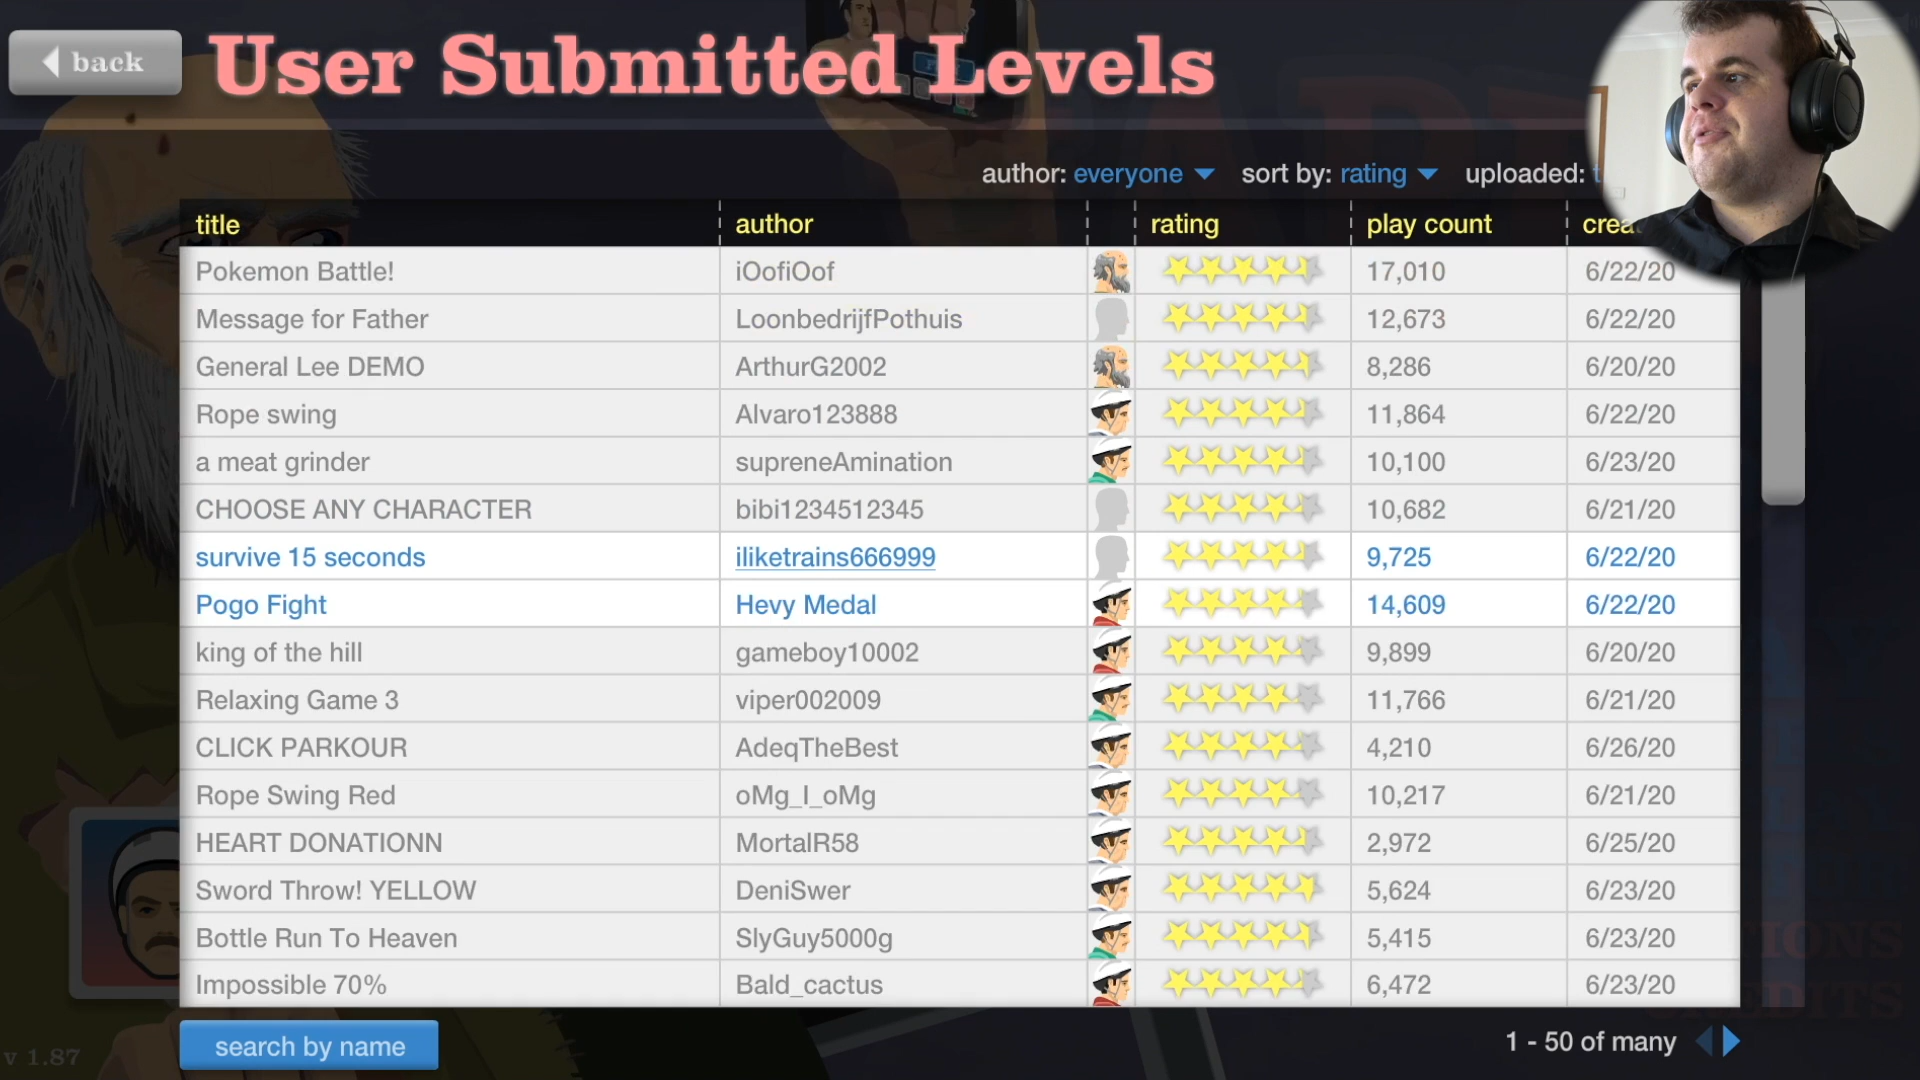 back
User Submitted Levels
author: everyone sort by: rating uploaded:
title author rating play count
Pokemon Battle! iOofiOof 17,010 6/22/20
Message for Father LoonbedrijfPothuis 12,673 6/22/20
General Lee DEMO ArthurG2002 8,286 6/20/20
Rope swing Alvaro123888 11,864 6/22/20
a meat grinder supreneAmination 10,100 6/23/20
CHOOSE ANY CHARACTER bibi1234512345 10,682 6/21/20
survive 15 seconds iliketrains666999 9,725 6/22/20
Pogo Fight Hevy Medal 14,609 6/22/20
king of the hill gameboy10002 9,899 6/20/20
Relaxing Game 3 viper002009 11,766 6/21/20
CLICK PARKOUR AdeqTheBest 4,210 6/26/20
Rope Swing Red oMg_I_oMg 10,217 6/21/20
HEART DONATIONN MortalR58 2,972 6/25/20
Sword Throw! YELLOW DeniSwer 5,624 6/23/20
Bottle Run To Heaven SlyGuy5000g 5,415 6/23/20
Impossible 70% Bald_cactus 6,472 6/23/20
search by name 1 - 50 of many
v 1.87